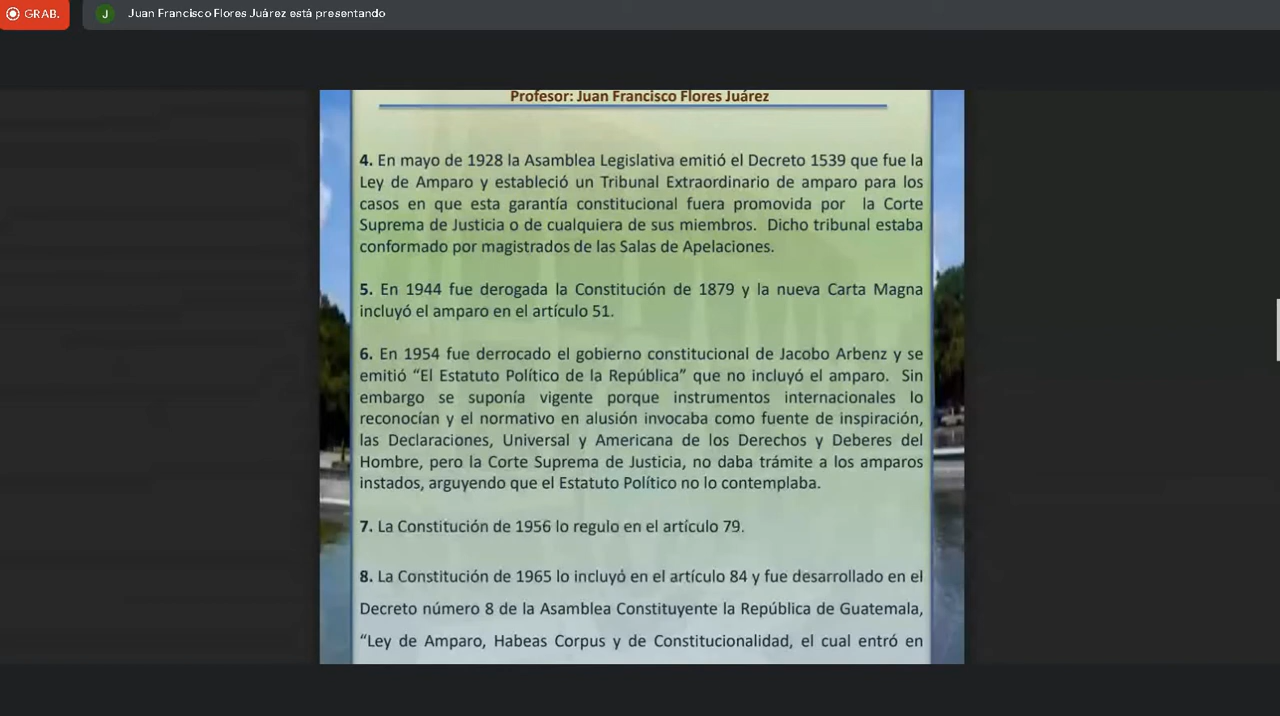 GRAB.
J
Juan Francisco Flores Juárez está presentando
Profesor: Juan Francisco Flores Juárez
4. En mayo de 1928 la Asamblea Legislativa emitió el Decreto 1539 que fue la
Ley de Amparo y estableció un Tribunal Extraordinario de amparo para los
casos en que esta garantía constitucional fuera promovida por la Corte
Suprema de Justicia o de cualquiera de sus miembros. Dicho tribunal estaba
conformado por magistrados de las Salas de Apelaciones.
5. En 1944 fue derogada la Constitución de 1879 y la nueva Carta Magna
incluyó el amparo en el artículo 51.
6. En 1954 fue derrocado el gobierno constitucional de Jacobo Arbenz y se
emitió “El Estatuto Político de la República” que no incluyó el amparo. Sin
embargo se suponía vigente porque instrumentos internacionales lo
reconocían y el normativo en alusión invocaba como fuente de inspiración,
las Declaraciones, Universal y Americana de los Derechos y Deberes del
Hombre, pero la Corte Suprema de Justicia, no daba trámite a los amparos
instados, arguyendo que el Estatuto Político no lo contemplaba.
7. La Constitución de 1956 lo regulo en el artículo 79.
8. La Constitución de 1965 lo incluyó en el artículo 84 y fue desarrollado en el
Decreto número 8 de la Asamblea Constituyente la República de Guatemala,
“Ley de Amparo, Habeas Corpus y de Constitucionalidad, el cual entró en